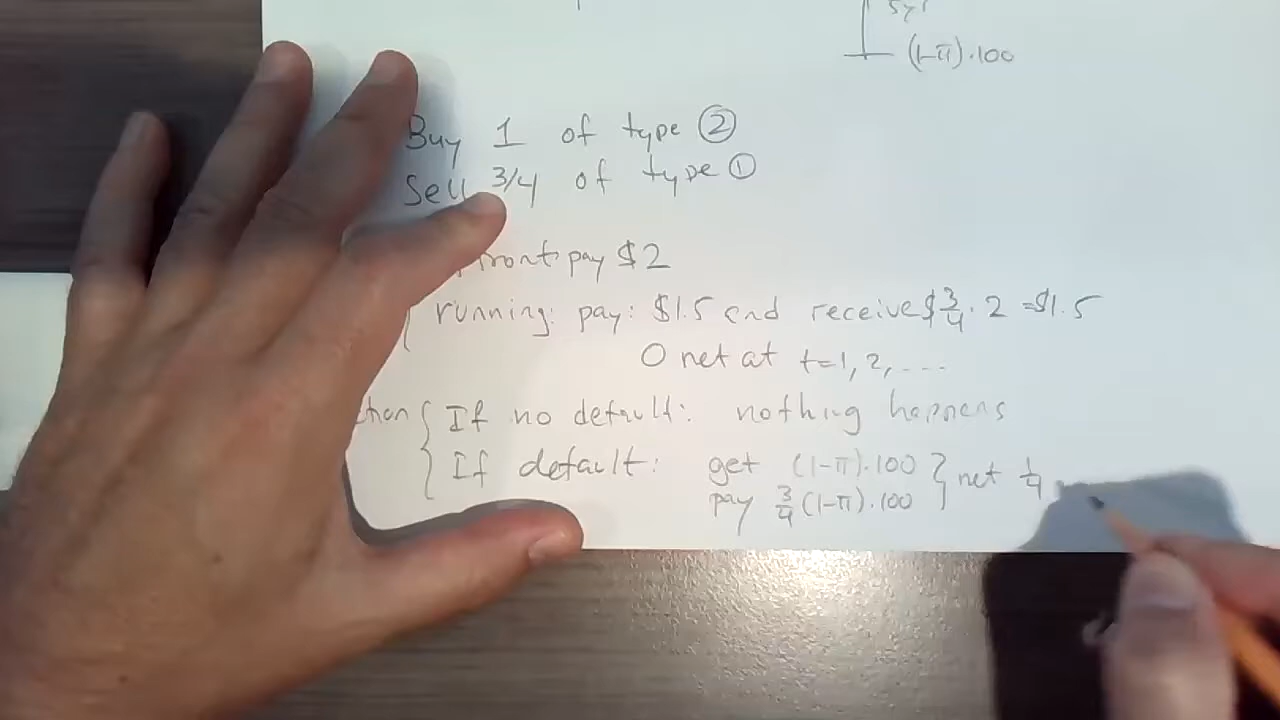 5yr
(1-π)·100
Buy 1 of type ②
Sell 3/4 of type ①
front: pay $2
running: pay: $1.5 and receive $3/4·2 = $1.5
0 net at t=1, 2, ....
If no default: nothing happens
If default: get (1-π)·100 } net 1/4
pay 3/4 (1-π)·100